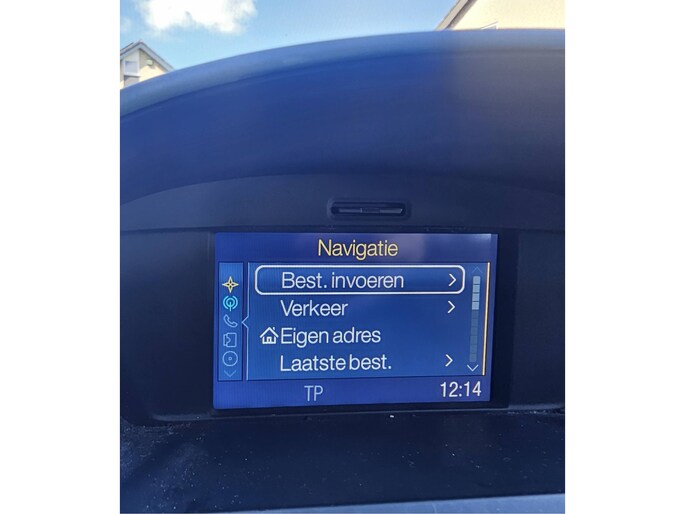 Navigatie
Best. invoeren
Verkeer
Eigen adres
Laatste best.
TP 12:14